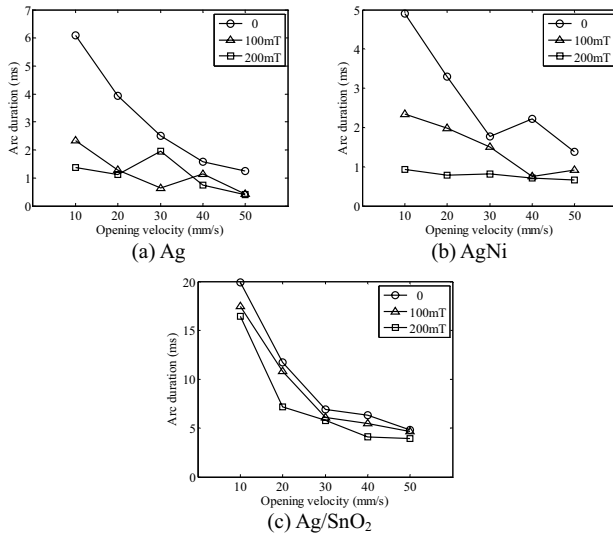 7
6
5
4
3
2
1
0
Arc duration (ms)
10 20 30 40 50
Opening velocity (mm/s)
0
100mT
200mT
(a) Ag
5
4
3
2
1
0
Arc duration (ms)
10 20 30 40 50
Opening velocity (mm/s)
0
100mT
200mT
(b) AgNi
20
15
10
5
0
Arc duration (ms)
10 20 30 40 50
Opening velocity (mm/s)
0
100mT
200mT
(c) Ag/SnO₂